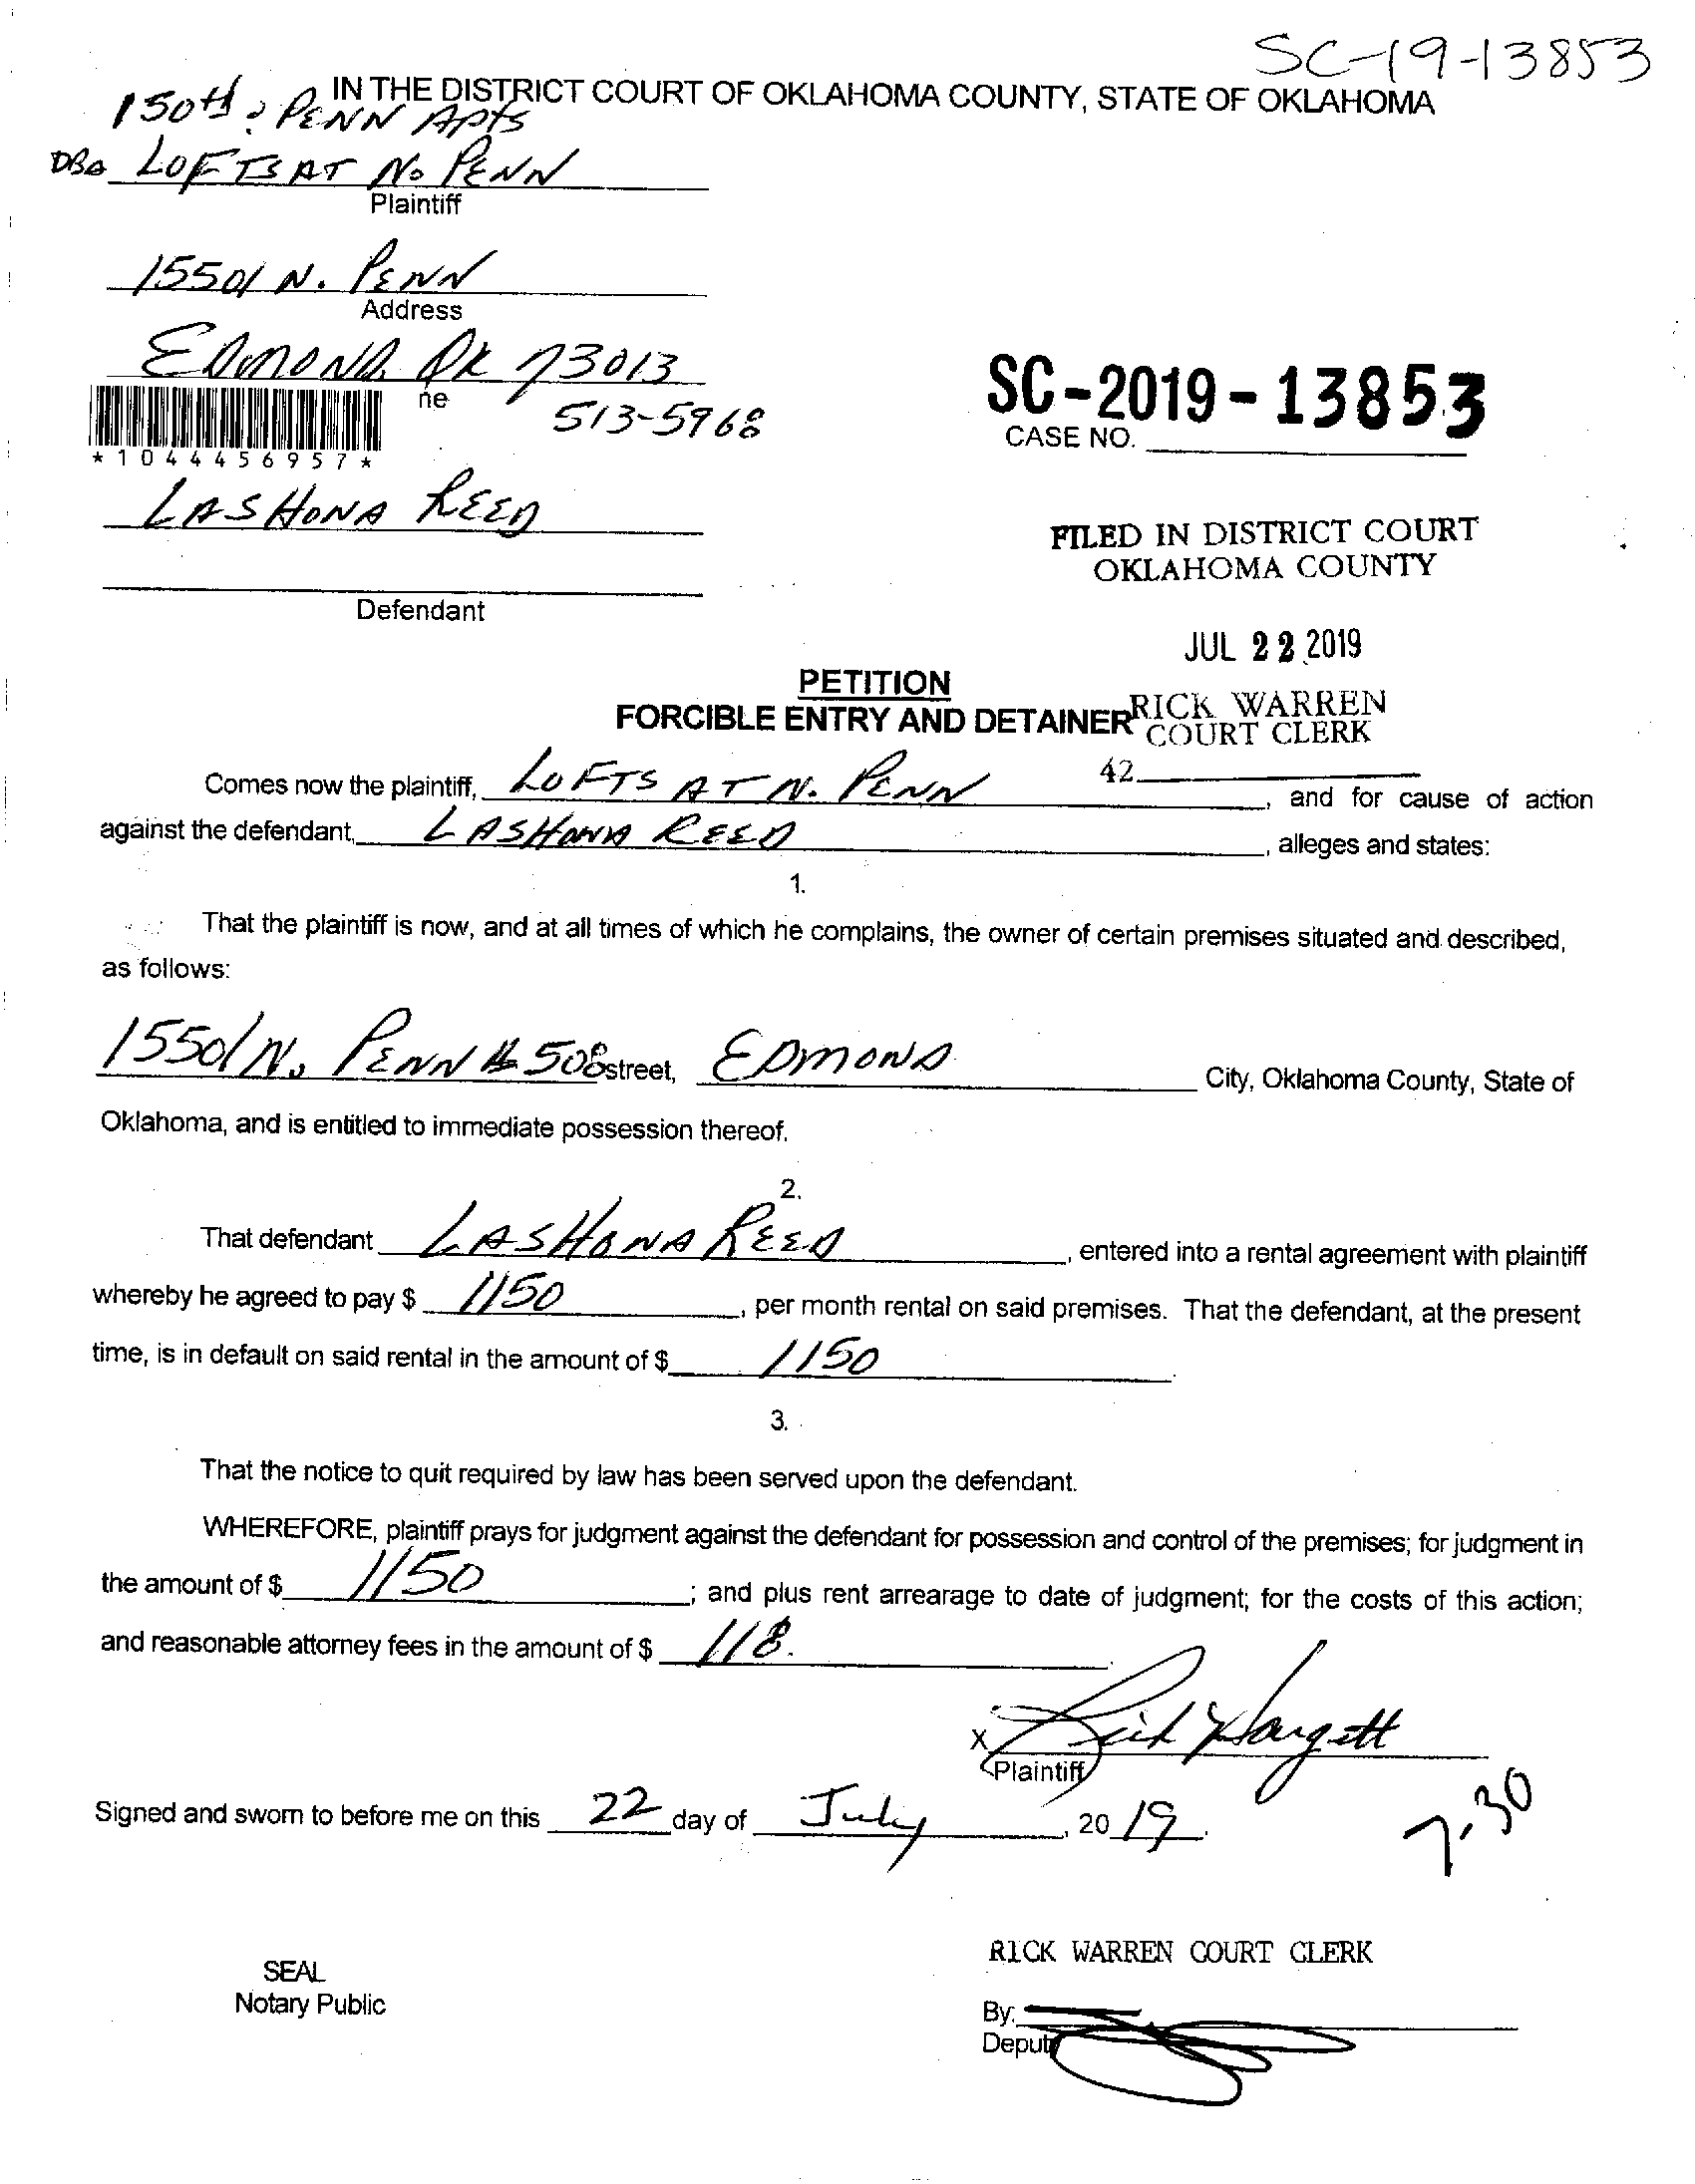 SC-19-13853
IN THE DISTRICT COURT OF OKLAHOMA COUNTY, STATE OF OKLAHOMA
150th & PENN APTS
DBA LOFTS AT No PENN
Plaintiff
15501 N. PENN
Address
EDMOND, OK 73013
ne
513-5968
*1044456957*
SC-2019-13853
CASE NO.
LASHONA REED
Defendant
FILED IN DISTRICT COURT
OKLAHOMA COUNTY
JUL 22 2019
PETITION
FORCIBLE ENTRY AND DETAINER
RICK WARREN
COURT CLERK
42
Comes now the plaintiff, LOFTS AT N. PENN, and for cause of action
against the defendant, LASHONA REED, alleges and states:
1.
That the plaintiff is now, and at all times of which he complains, the owner of certain premises situated and described,
as follows:
15501 N. PENN # 508 street, EDMOND City, Oklahoma County, State of
Oklahoma, and is entitled to immediate possession thereof.
2.
That defendant LASHONA REED, entered into a rental agreement with plaintiff
whereby he agreed to pay $ 1150, per month rental on said premises. That the defendant, at the present
time, is in default on said rental in the amount of $ 1150.
3.
That the notice to quit required by law has been served upon the defendant.
WHEREFORE, plaintiff prays for judgment against the defendant for possession and control of the premises; for judgment in
the amount of $ 1150; and plus rent arrearage to date of judgment; for the costs of this action;
and reasonable attorney fees in the amount of $ 118.
X Rick Hargett
Plaintiff
Signed and sworn to before me on this 22 day of July, 2019.
7-30
SEAL
Notary Public
RICK WARREN COURT CLERK
By:
Deputy